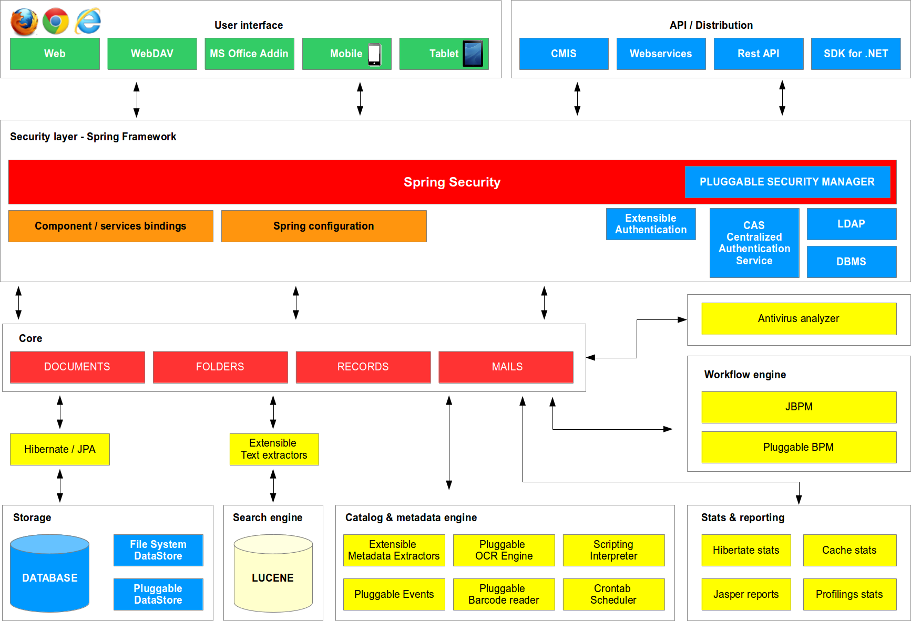 User interface
API / Distribution
Web
WebDAV
MS Office Addin
Mobile
Tablet
CMIS
Webservices
Rest API
SDK for .NET
Security layer - Spring Framework
Spring Security
PLUGGABLE SECURITY MANAGER
Component / services bindings
Spring configuration
Extensible
Authentication
CAS
Centralized
Authentication
Service
LDAP
DBMS
Core
DOCUMENTS
FOLDERS
RECORDS
MAILS
Antivirus analyzer
Workflow engine
JBPM
Pluggable BPM
Hibernate / JPA
Extensible
Text extractors
Storage
DATABASE
File System
DataStore
Pluggable
DataStore
Search engine
LUCENE
Catalog & metadata engine
Extensible
Metadata Extractors
Pluggable
OCR Engine
Scripting
Interpreter
Pluggable Events
Pluggable
Barcode reader
Crontab
Scheduler
Stats & reporting
Hibertate stats
Cache stats
Jasper reports
Profilings stats